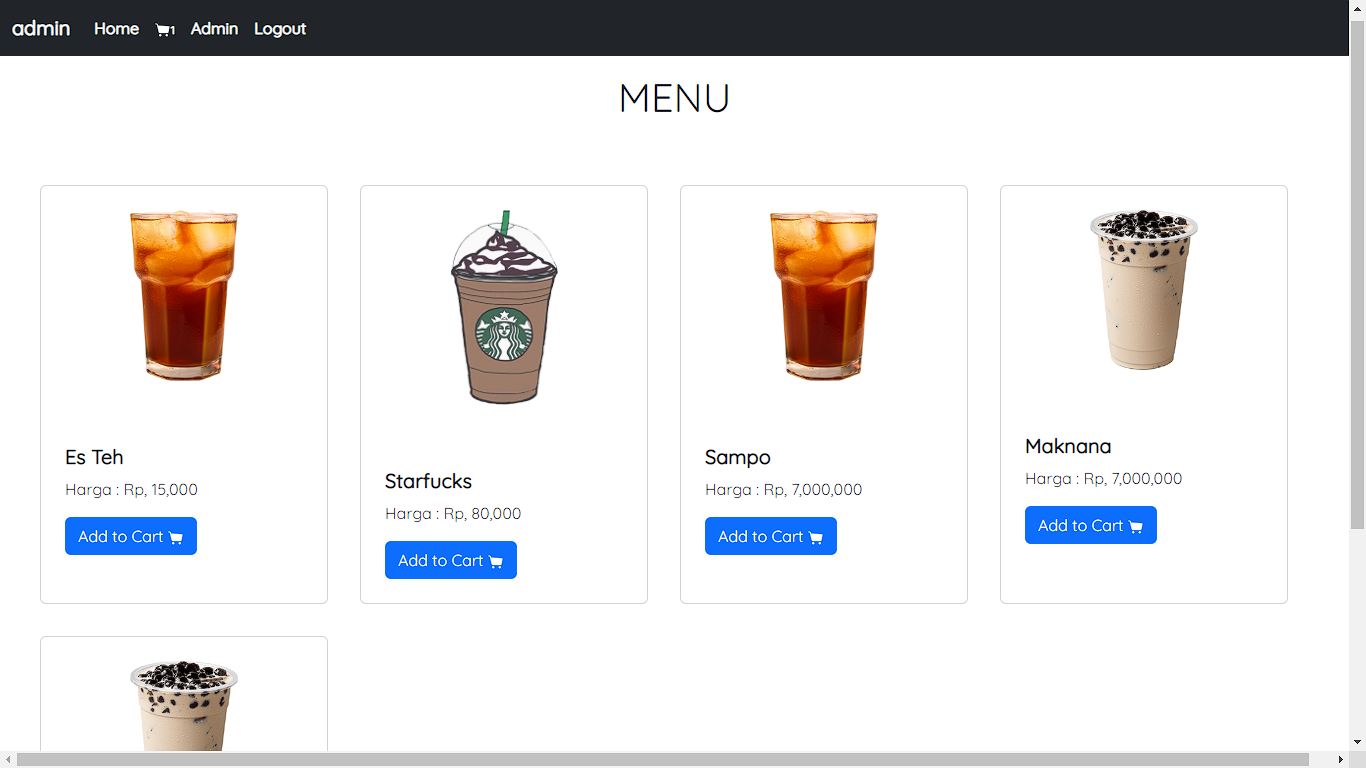 admin Home 1 Admin Logout
MENU
Es Teh
Harga : Rp, 15,000
Add to Cart
Starfucks
Harga : Rp, 80,000
Add to Cart
Sampo
Harga : Rp, 7,000,000
Add to Cart
Maknana
Harga : Rp, 7,000,000
Add to Cart